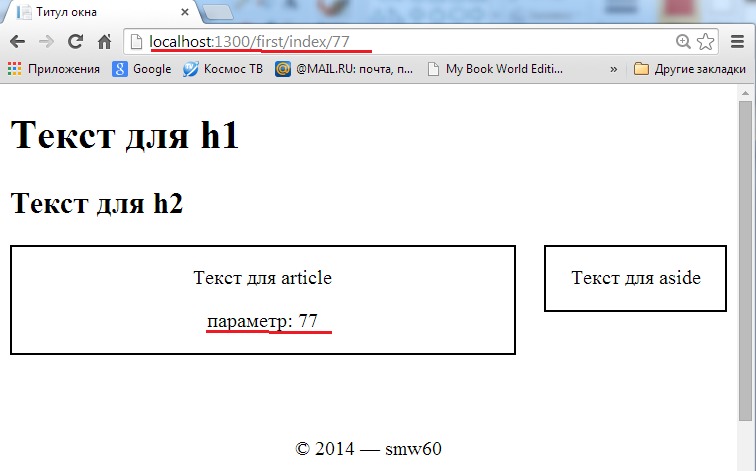 Титул окна
localhost:1300/first/index/77
Приложения Google Космос ТВ @MAIL.RU: почта, п... My Book World Editi... » Другие закладки
Текст для h1
Текст для h2
Текст для article
Текст для aside
параметр: 77
© 2014 — smw60